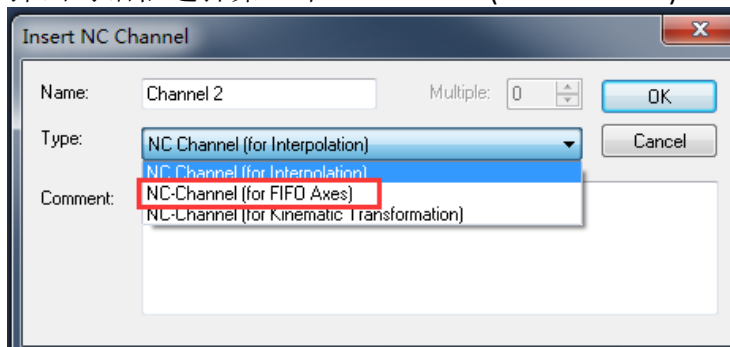 Insert NC Channel
Name: Channel 2 Multiple: 0 OK
Type: NC Channel (for Interpolation) Cancel
NC Channel (for Interpolation)
Comment: NC-Channel (for FIFO Axes)
NC-Channel (for Kinematic Transformation)